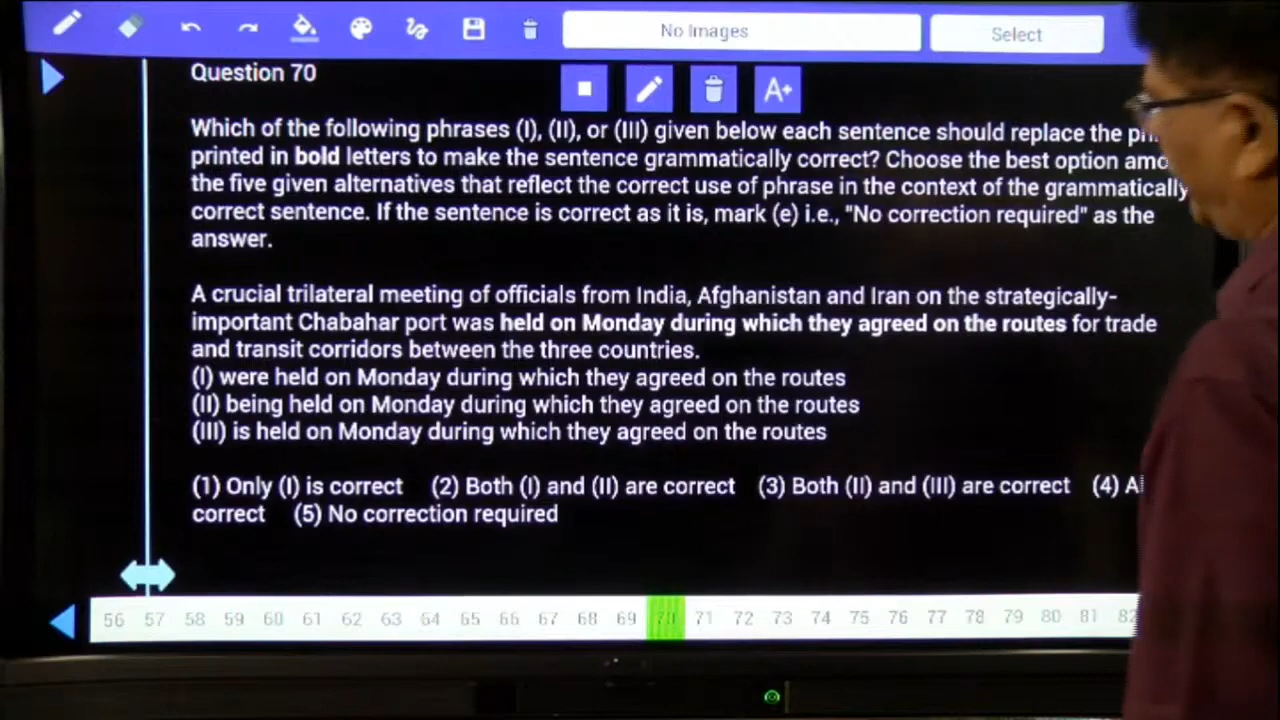 No Images
Select
Question 70
A+
Which of the following phrases (I), (II), or (III) given below each sentence should replace the
printed in bold letters to make the sentence grammatically correct? Choose the best option
the five given alternatives that reflect the correct use of phrase in the context of the grammatically
correct sentence. If the sentence is correct as it is, mark (e) i.e., "No correction required" as the
answer.
A crucial trilateral meeting of officials from India, Afghanistan and Iran on the strategically-
important Chabahar port was held on Monday during which they agreed on the routes for trade
and transit corridors between the three countries.
(I) were held on Monday during which they agreed on the routes
(II) being held on Monday during which they agreed on the routes
(III) is held on Monday during which they agreed on the routes
(1) Only (I) is correct (2) Both (I) and (II) are correct (3) Both (II) and (III) are correct (4)
correct (5) No correction required
56 57 58 59 60 61 62 63 64 65 66 67 68 69 70 71 72 73 74 75 76 77 78 79 80 81 82